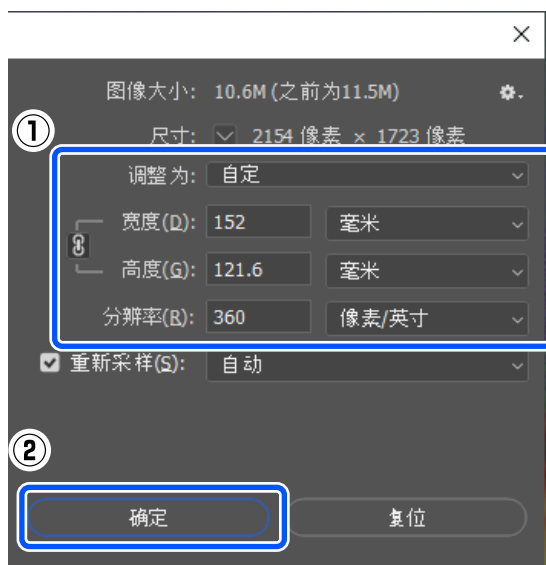 图像大小: 10.6M (之前为11.5M)
①
尺寸: 2154 像素 × 1723 像素
调整为: 自定
宽度(D): 152 毫米
高度(G): 121.6 毫米
分辨率(R): 360 像素/英寸
重新采样(S): 自动
②
确定 复位